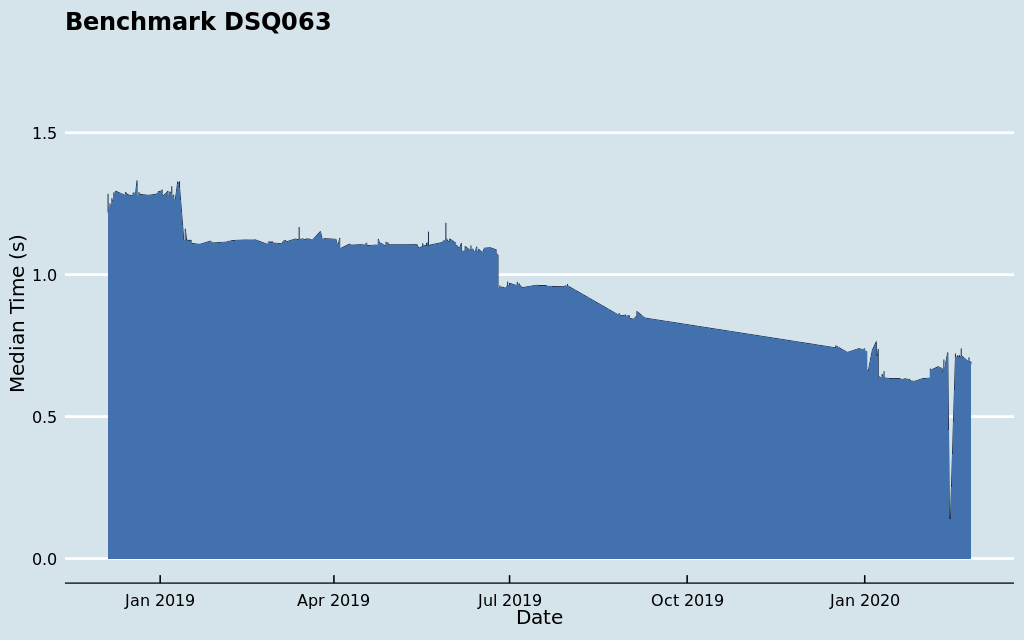 Benchmark DSQ063
1.5
1.0
0.5
0.0
Median Time (s)
Jan 2019
Apr 2019
Jul 2019
Oct 2019
Jan 2020
Date